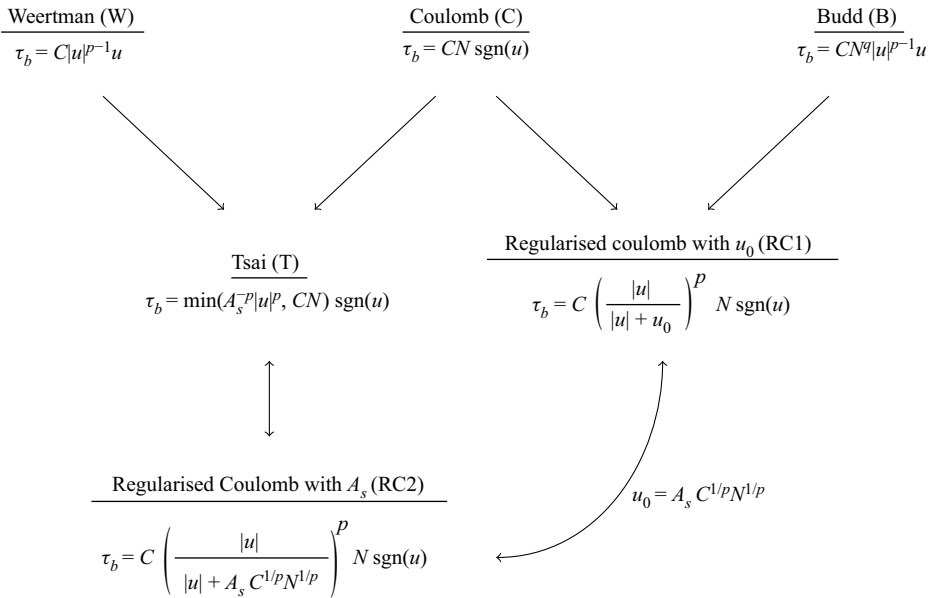 Weertman (W)
τ_b = C|u|^{p−1}u
Coulomb (C)
τ_b = CN sgn(u)
Budd (B)
τ_b = CN^q|u|^{p−1}u
Tsai (T)
τ_b = min(A_s^{−p}|u|^p, CN) sgn(u)
Regularised coulomb with u_0 (RC1)
τ_b = C (|u| / (|u| + u_0))^p N sgn(u)
Regularised Coulomb with A_s (RC2)
τ_b = C (|u| / (|u| + A_s C^{1/p}N^{1/p}))^p N sgn(u)
u_0 = A_s C^{1/p}N^{1/p}